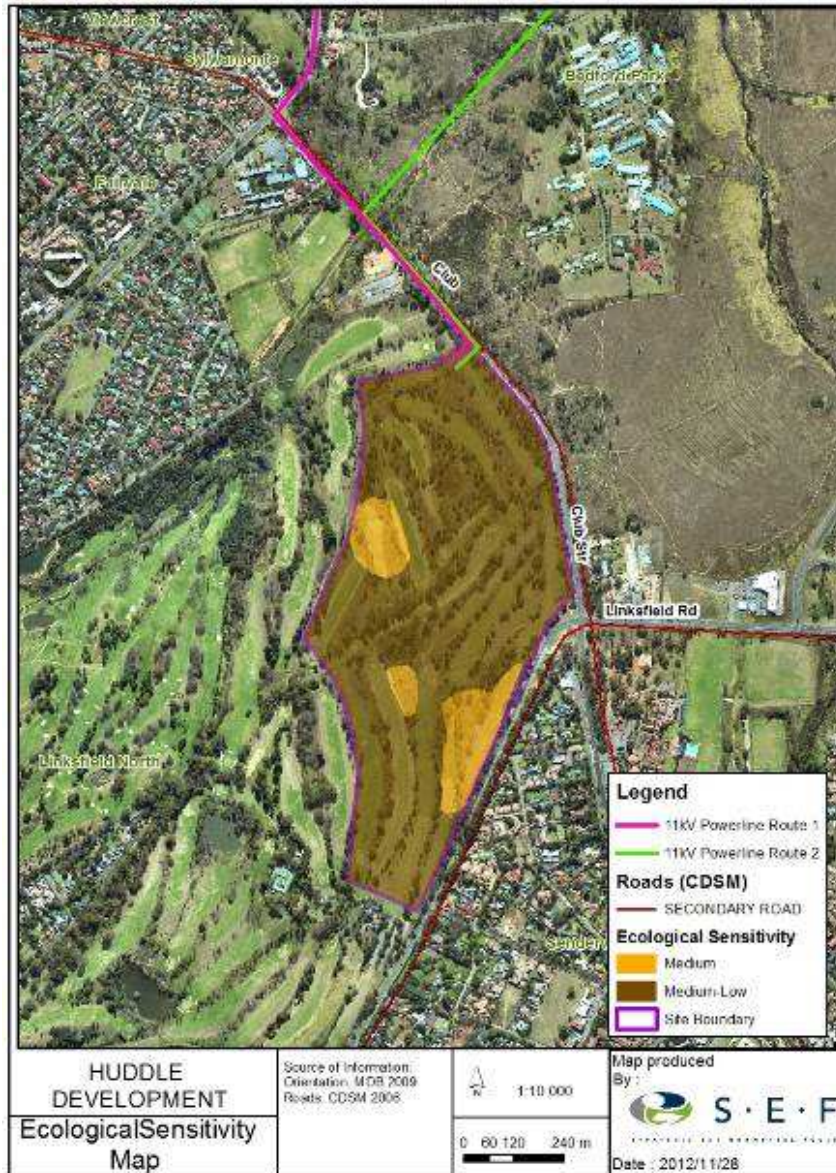 Sylvamonte
Bedford Park
Club
Club Str
Linksfield Rd
Linksfield North
Legend
11kV Powerline Route 1
11kV Powerline Route 2
Roads (CDSM)
SECONDARY ROAD
Ecological Sensitivity
Medium
Medium-Low
Site Boundary
HUDDLE
DEVELOPMENT
EcologicalSensitivity
Map
Source of Information:
Orientation: MDB 2009
Roads: CDSM 2006
N
1:10 000
0 60 120 240 m
Map produced
By :
S·E·F
Date : 2012/11/28